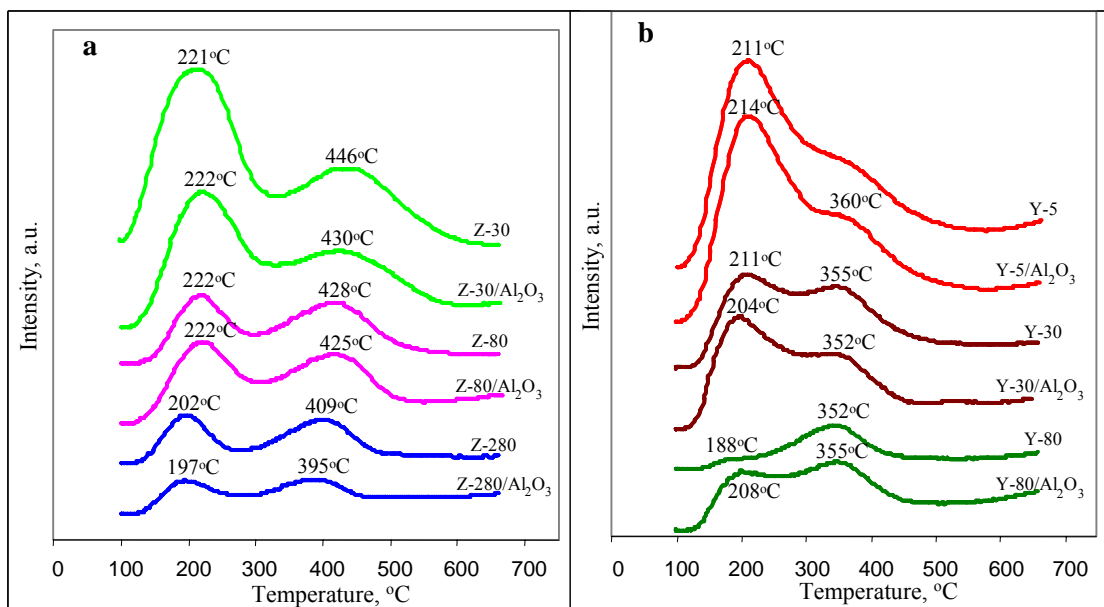 a
221°C
446°C
Z-30
222°C
430°C
Z-30/Al₂O₃
222°C
428°C
Z-80
222°C
425°C
Z-80/Al₂O₃
202°C
409°C
Z-280
197°C
395°C
Z-280/Al₂O₃
Intensity, a.u.
0 100 200 300 400 500 600 700
Temperature, °C
b
211°C
Y-5
214°C
360°C
Y-5/Al₂O₃
211°C
355°C
Y-30
204°C
352°C
Y-30/Al₂O₃
352°C
188°C
Y-80
355°C
208°C
Y-80/Al₂O₃
Intensity, a.u.
0 100 200 300 400 500 600 700
Temperature, °C